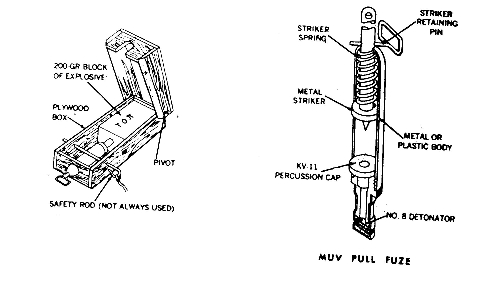 200-GR BLOCK
OF EXPLOSIVE
PLYWOOD
BOX
PIVOT
SAFETY ROD (NOT ALWAYS USED)
STRIKER
RETAINING
PIN
STRIKER
SPRING
METAL
STRIKER
METAL OR
PLASTIC BODY
KV-11
PERCUSSION CAP
NO. 8 DETONATOR
MUV PULL FUZE